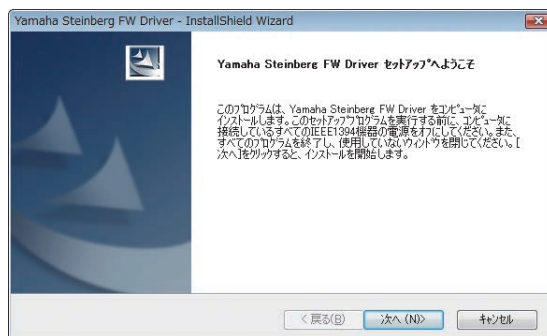 Yamaha Steinberg FW Driver - InstallShield Wizard
Yamaha Steinberg FW Driver セットアップへようこそ
このプログラムは、Yamaha Steinberg FW Driver をコンピュータに
インストールします。このセットアッププログラムを実行する前に、コンピュータに
接続しているすべてのIEEE1394機器の電源をオフにしてください。また、
すべてのプログラムを終了し、使用していないウィンドウを閉じてください。[
次へ]をクリックすると、インストールを開始します。
< 戻る(B) 次へ (N)> キャンセル